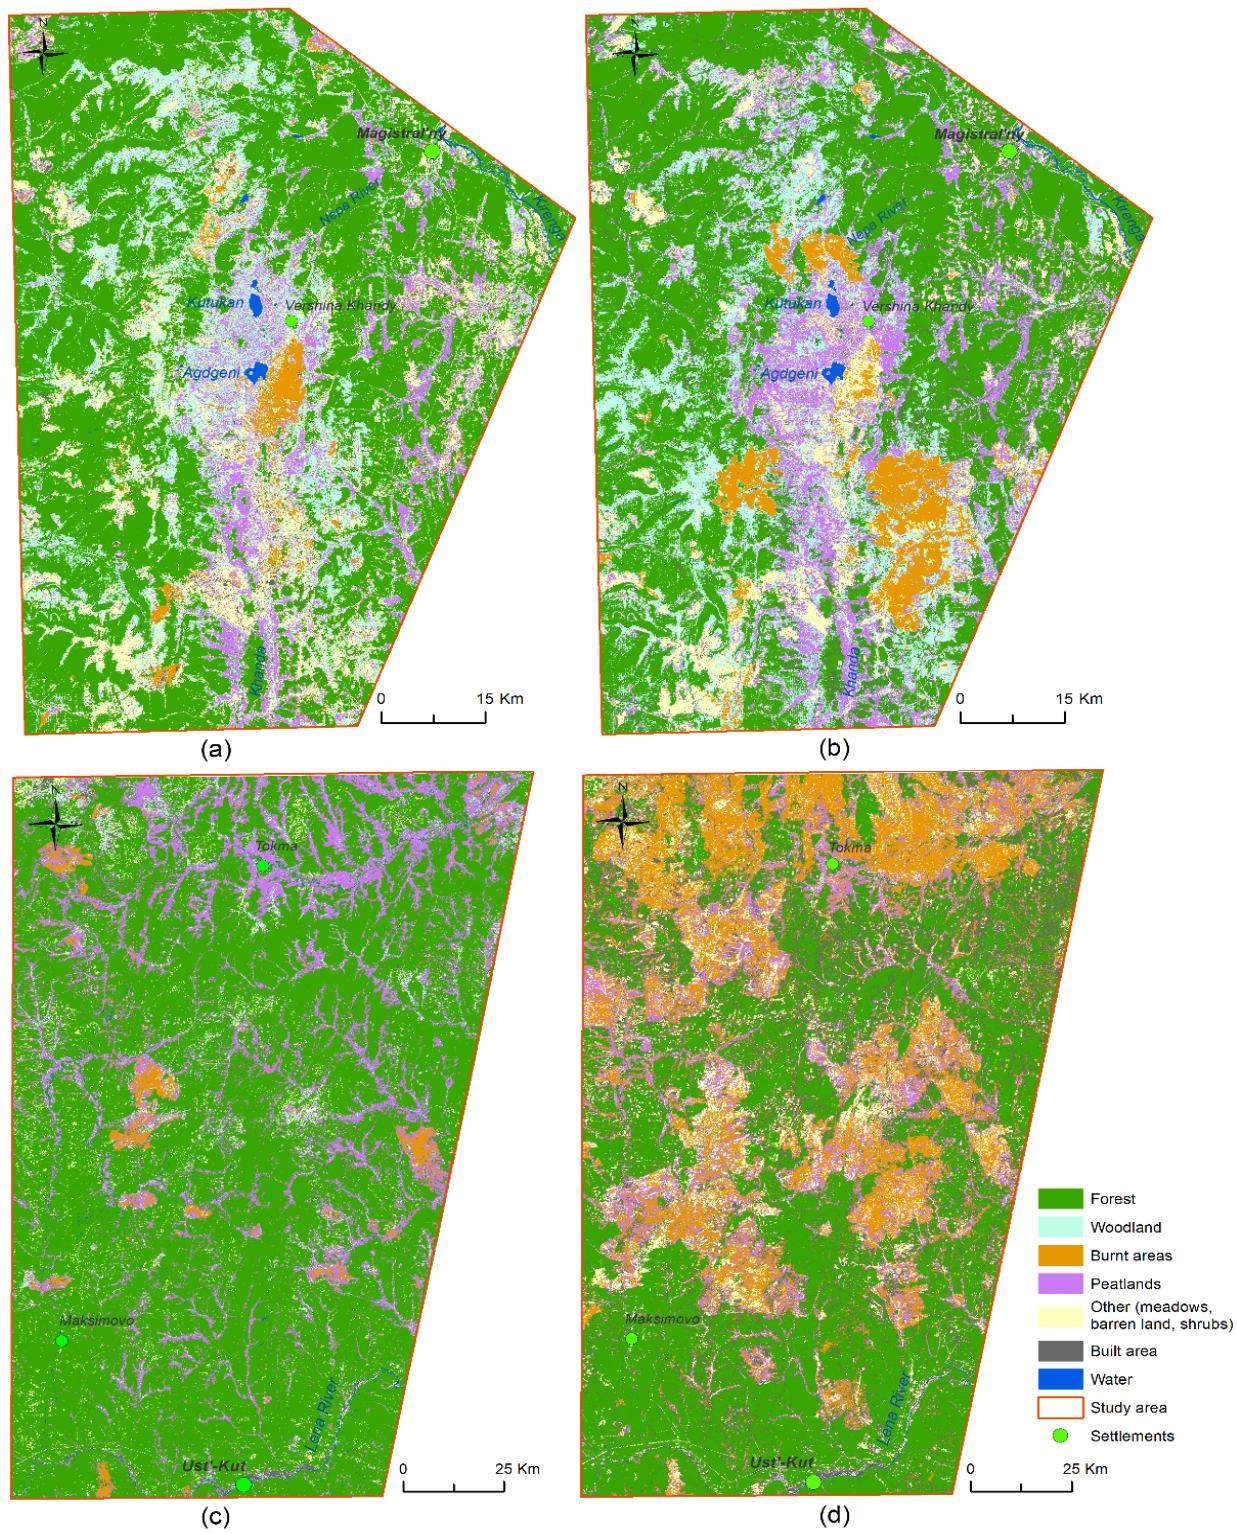 N
Magistral'ny
Kirenga
Nepa River
Kutukan
Vershina Khandy
Agdgeni
Khanda
0 15 Km
(a)
N
Magistral'ny
Kirenga
Nepa River
Kutukan
Vershina Khandy
Agdgeni
Khanda
0 15 Km
(b)
N
Tokma
Maksimovo
Lena River
Ust'-Kut
0 25 Km
(c)
N
Tokma
Maksimovo
Lena River
Ust'-Kut
0 25 Km
(d)
Forest
Woodland
Burnt areas
Peatlands
Other (meadows,
barren land, shrubs)
Built area
Water
Study area
Settlements